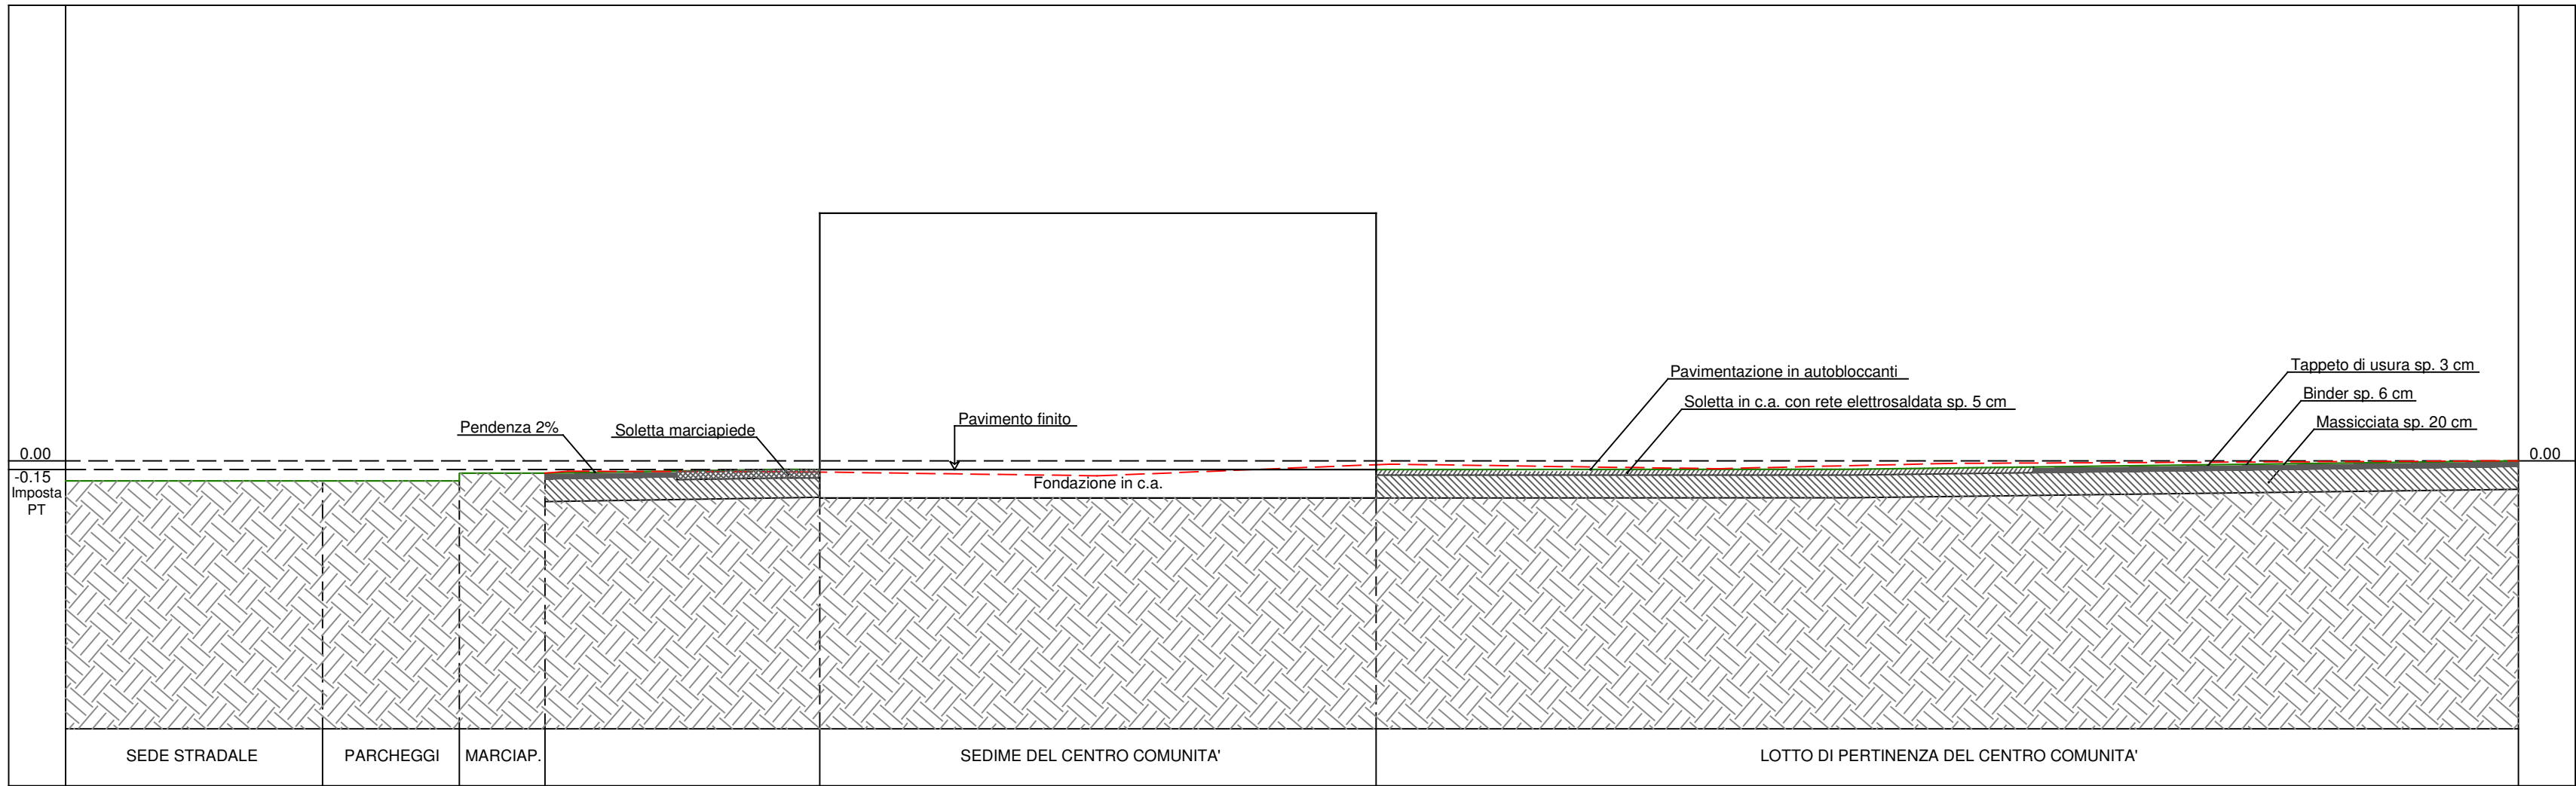 Tappeto di usura sp. 3 cm
Pavimentazione in autobloccanti
Binder sp. 6 cm
Soletta in c.a. con rete elettrosaldata sp. 5 cm
Massicciata sp. 20 cm
Pavimento finito
Pendenza 2%
Soletta marciapiede
0.00
0.00
-0.15
Imposta
PT
Fondazione in c.a.
SEDE STRADALE
PARCHEGGI
MARCIAP.
SEDIME DEL CENTRO COMUNITA'
LOTTO DI PERTINENZA DEL CENTRO COMUNITA'